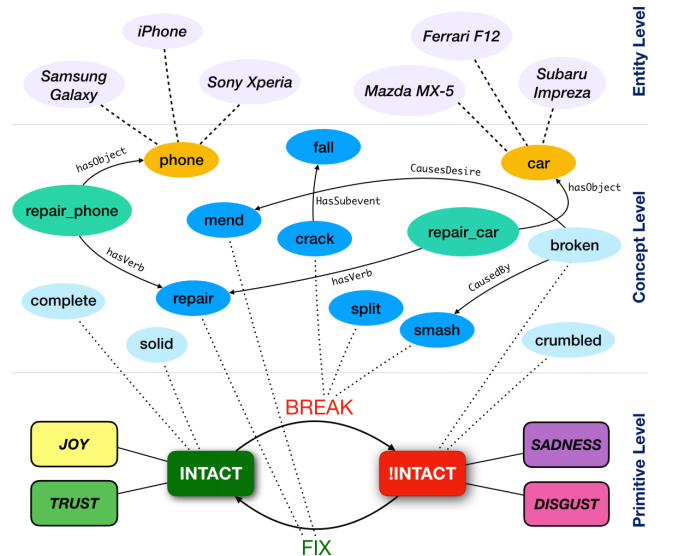 iPhone
Ferrari F12
Samsung
Galaxy
Sony Xperia
Mazda MX-5
Subaru
Impreza
Entity Level
fall
phone
car
hasObject
CausesDesire
hasObject
repair_phone
mend
HasSubevent
crack
repair_car
broken
hasVerb
hasVerb
CausedBy
complete
repair
split
smash
solid
crumbled
Concept Level
BREAK
JOY
TRUST
INTACT
!INTACT
SADNESS
DISGUST
FIX
Primitive Level